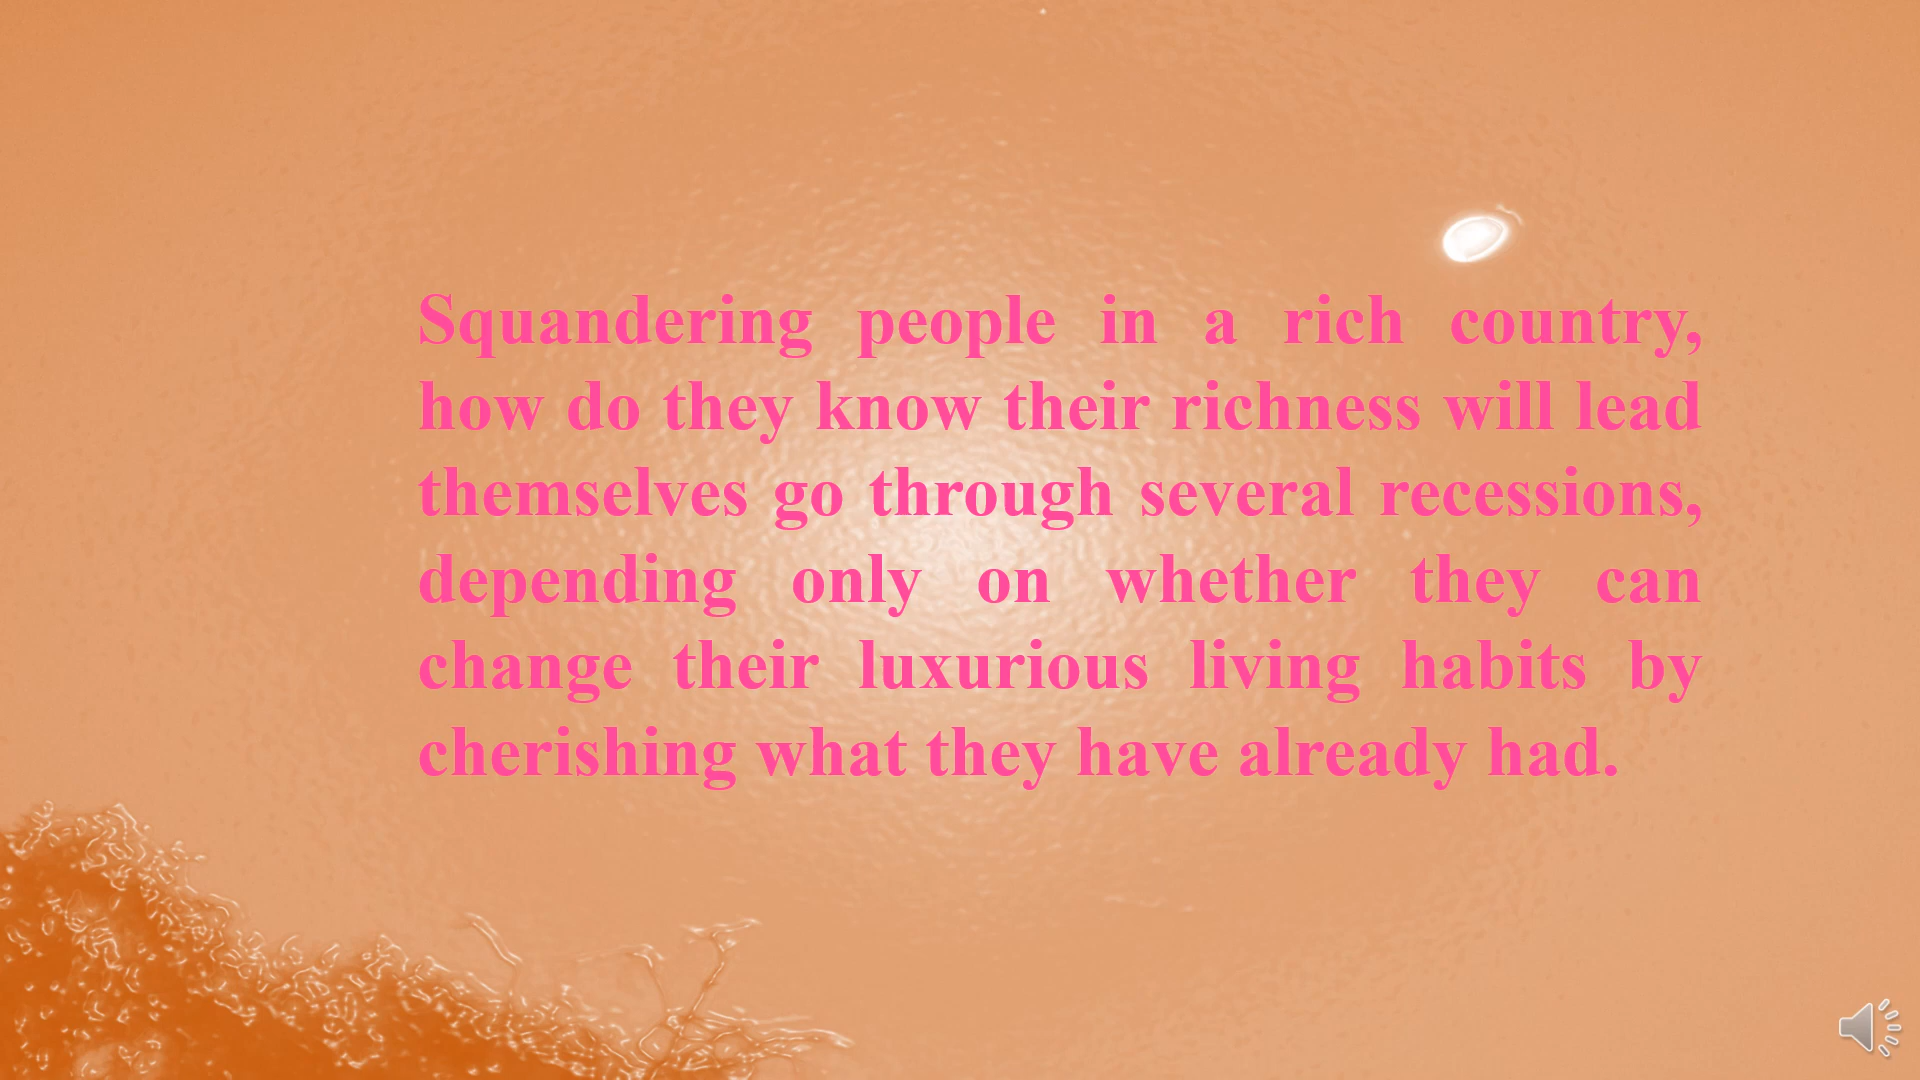 Squandering people in a rich country,
how do they know their richness will lead
themselves go through several recessions,
depending only on whether they can
change their luxurious living habits by
cherishing what they have already had.